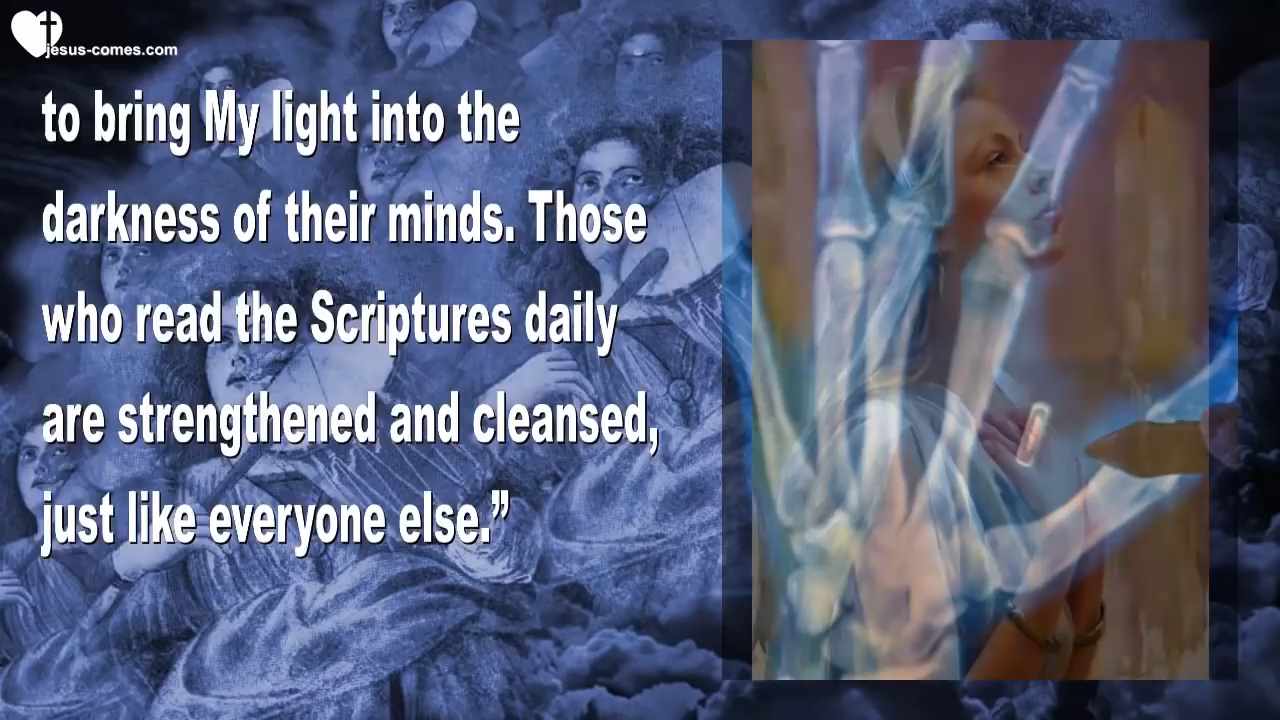 jesus-comes.com
to bring My light into the
darkness of their minds. Those
who read the Scriptures daily
are strengthened and cleansed,
just like everyone else.”